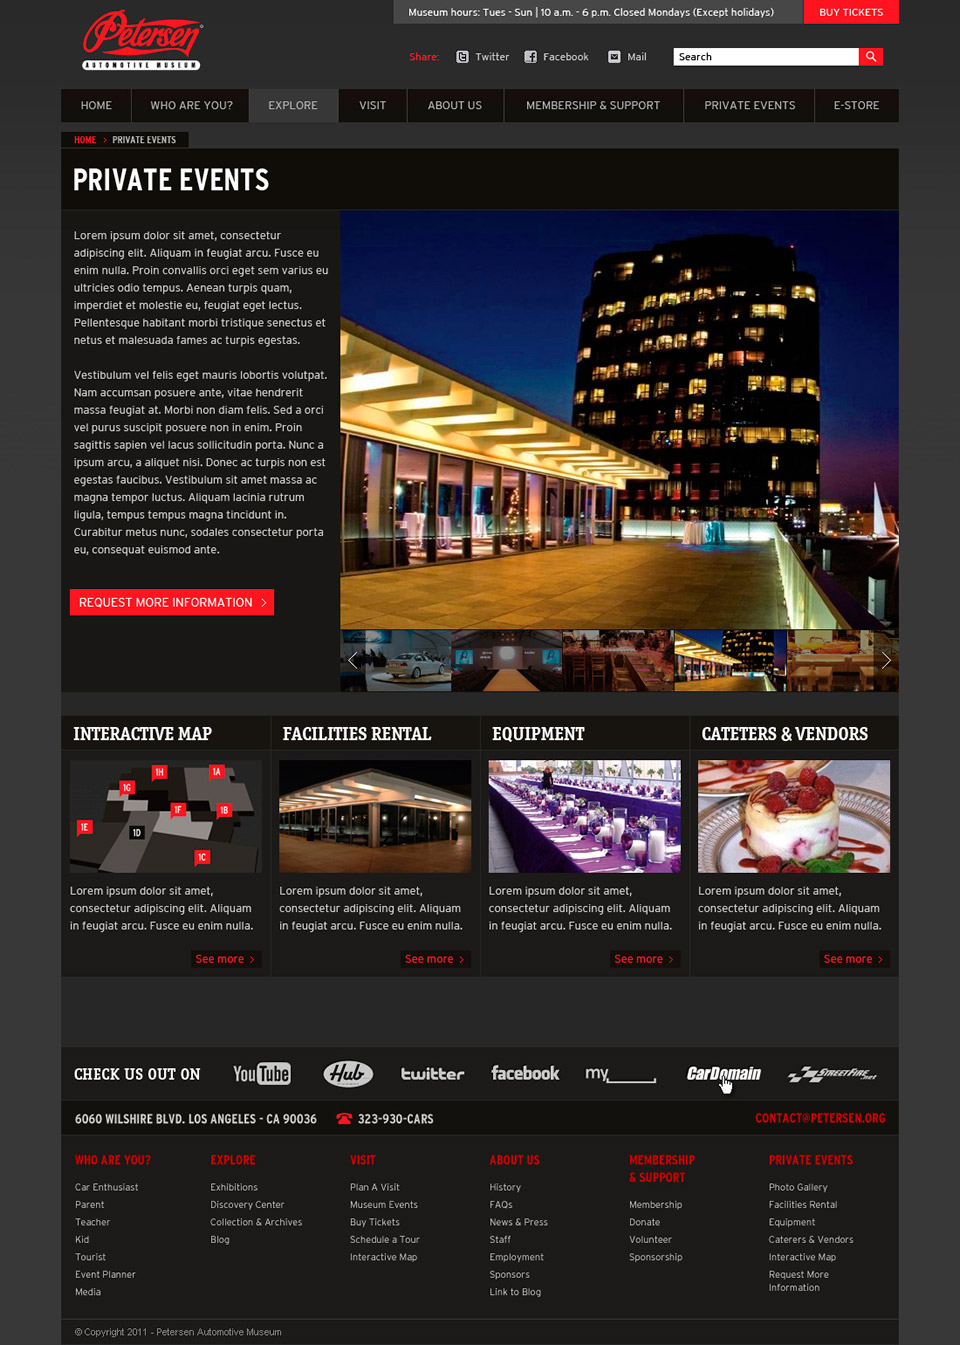 Museum hours: Tues - Sun | 10 a.m. - 6 p.m. Closed Mondays (Except holidays)
BUY TICKETS
Petersen
AUTOMOTIVE MUSEUM
Share:
Twitter
Facebook
Mail
Search
HOME
WHO ARE YOU?
EXPLORE
VISIT
ABOUT US
MEMBERSHIP & SUPPORT
PRIVATE EVENTS
E-STORE
HOME > PRIVATE EVENTS
PRIVATE EVENTS
Lorem ipsum dolor sit amet, consectetur
adipiscing elit. Aliquam in feugiat arcu. Fusce eu
enim nulla. Proin convallis orci eget sem varius eu
ultricies odio tempus. Aenean turpis quam,
imperdiet et molestie eu, feugiat eget lectus.
Pellentesque habitant morbi tristique senectus et
netus et malesuada fames ac turpis egestas.
Vestibulum vel felis eget mauris lobortis volutpat.
Nam accumsan posuere ante, vitae hendrerit
massa feugiat at. Morbi non diam felis. Sed a orci
vel purus suscipit posuere non in enim. Proin
sagittis sapien vel lacus sollicitudin porta. Nunc a
ipsum arcu, a aliquet nisi. Donec ac turpis non est
egestas faucibus. Vestibulum sit amet massa ac
magna tempor luctus. Aliquam lacinia rutrum
ligula, tempus tempus magna tincidunt in.
Curabitur metus nunc, sodales consectetur porta
eu, consequat euismod ante.
REQUEST MORE INFORMATION >
INTERACTIVE MAP
1H
1A
1G
1F
1B
1E
1D
1C
Lorem ipsum dolor sit amet,
consectetur adipiscing elit. Aliquam
in feugiat arcu. Fusce eu enim nulla.
See more >
FACILITIES RENTAL
Lorem ipsum dolor sit amet,
consectetur adipiscing elit. Aliquam
in feugiat arcu. Fusce eu enim nulla.
See more >
EQUIPMENT
Lorem ipsum dolor sit amet,
consectetur adipiscing elit. Aliquam
in feugiat arcu. Fusce eu enim nulla.
See more >
CATETERS & VENDORS
Lorem ipsum dolor sit amet,
consectetur adipiscing elit. Aliquam
in feugiat arcu. Fusce eu enim nulla.
See more >
CHECK US OUT ON
YouTube
Hub
twitter
facebook
my
CarDomain
STREETFIRE.net
6060 WILSHIRE BLVD. LOS ANGELES - CA 90036
323-930-CARS
CONTACT@PETERSEN.ORG
WHO ARE YOU?
Car Enthusiast
Parent
Teacher
Kid
Tourist
Event Planner
Media
EXPLORE
Exhibitions
Discovery Center
Collection & Archives
Blog
VISIT
Plan A Visit
Museum Events
Buy Tickets
Schedule a Tour
Interactive Map
ABOUT US
History
FAQs
News & Press
Staff
Employment
Sponsors
Link to Blog
MEMBERSHIP
& SUPPORT
Membership
Donate
Volunteer
Sponsorship
PRIVATE EVENTS
Photo Gallery
Facilities Rental
Equipment
Caterers & Vendors
Interactive Map
Request More
Information
© Copyright 2011 - Petersen Automotive Museum